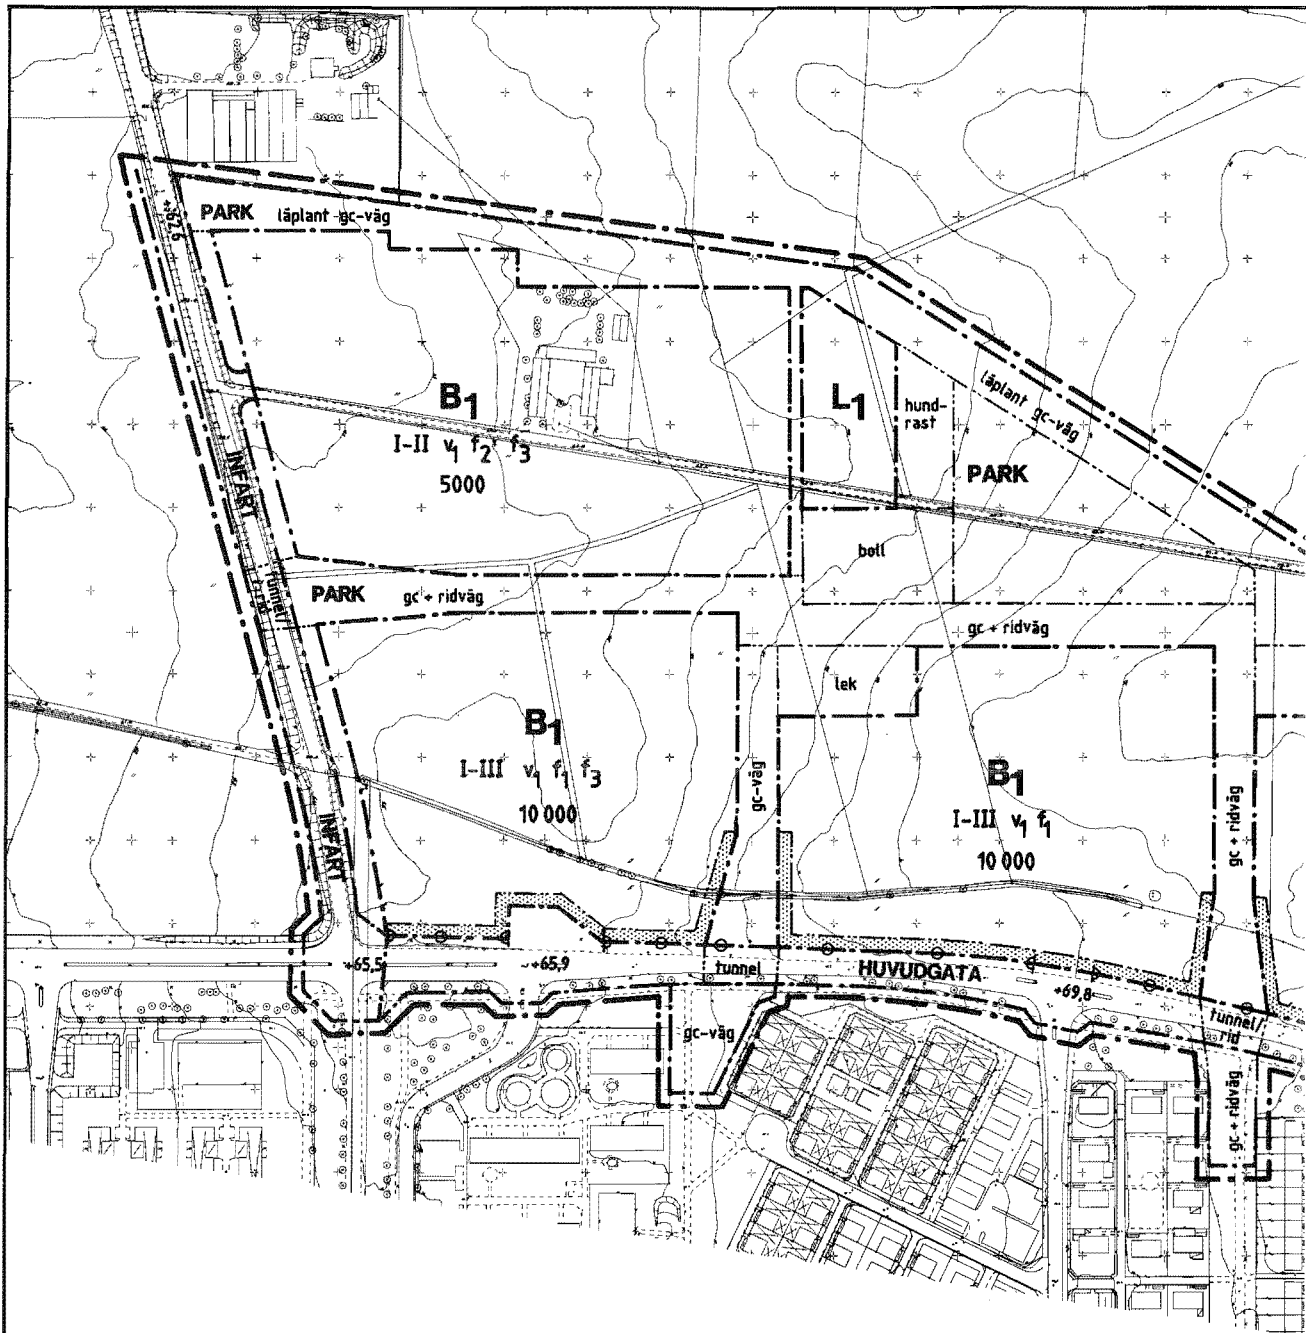 +62,6
PARK
läplant gc-väg
B1
I-II v1 f2 f3
5000
L1
hund-
rast
läplant gc-väg
PARK
INFART
boll
tunnel/
rid
PARK
gc + ridväg
gc + ridväg
lek
B1
I-III v1 f1 f3
10 000
gc-väg
B1
I-III v1 f1
10 000
gc + ridväg
INFART
+65,5
+65,9
tunnel
HUVUDGATA
+69,8
tunnel/
rid
gc-väg
gc + ridväg